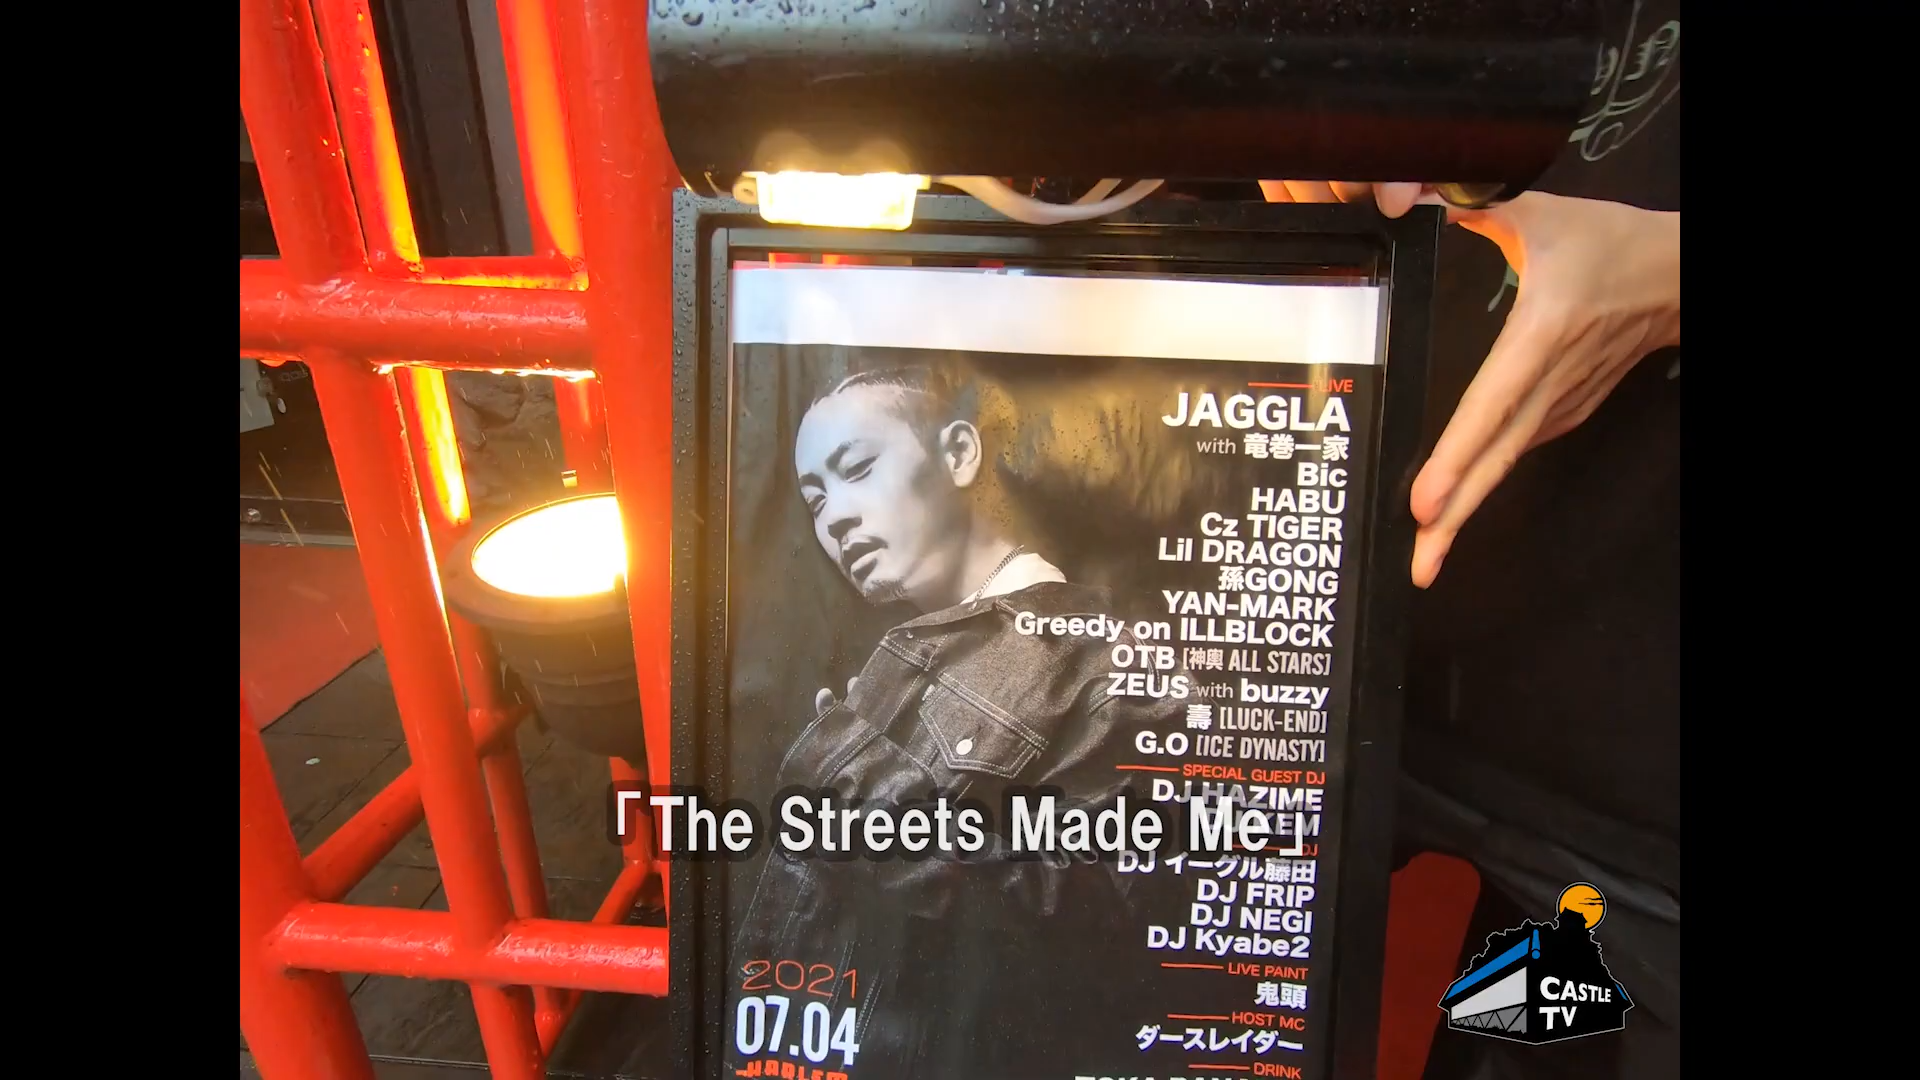 LIVE
JAGGLA
with 竜巻一家
Bic
HABU
Cz TIGER
Lil DRAGON
孫GONG
YAN-MARK
Greedy on ILLBLOCK
OTB [神輿 ALL STARS]
ZEUS with buzzy
壽 [LUCK-END]
G.O [ICE DYNASTY]
SPECIAL GUEST DJ
DJ HAZIME
KEM
「The Streets Made Me」
DJ
DJ イーグル藤田
DJ FRIP
DJ NEGI
DJ Kyabe2
LIVE PAINT
鬼頭
HOST MC
ダースレイダー
DRINK
2021
07.04
HARLEM
CASTLE
TV